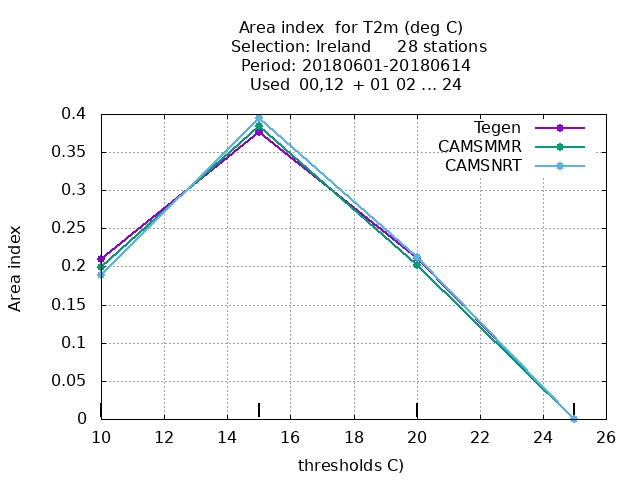 Area index  for T2m (deg C)
Selection: Ireland     28 stations
Period: 20180601-20180614
Used  00,12  + 01 02 ... 24
Tegen
CAMSMMR
CAMSNRT
Area index
0.4
0.35
0.3
0.25
0.2
0.15
0.1
0.05
0
10 12 14 16 18 20 22 24 26
thresholds C)